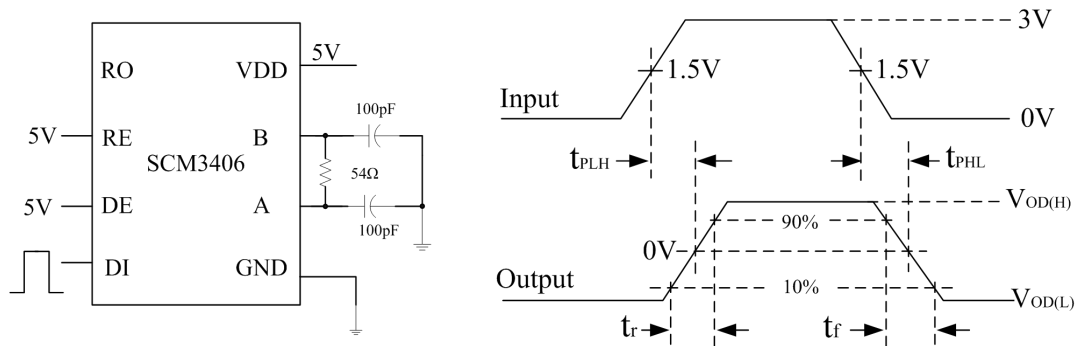 5V
RO VDD
100pF
5V RE B
SCM3406
54Ω
5V DE A
100pF
DI GND
3V
1.5V 1.5V
Input
0V
tPLH tPHL
VOD(H)
90%
0V
Output
10%
VOD(L)
tr tf